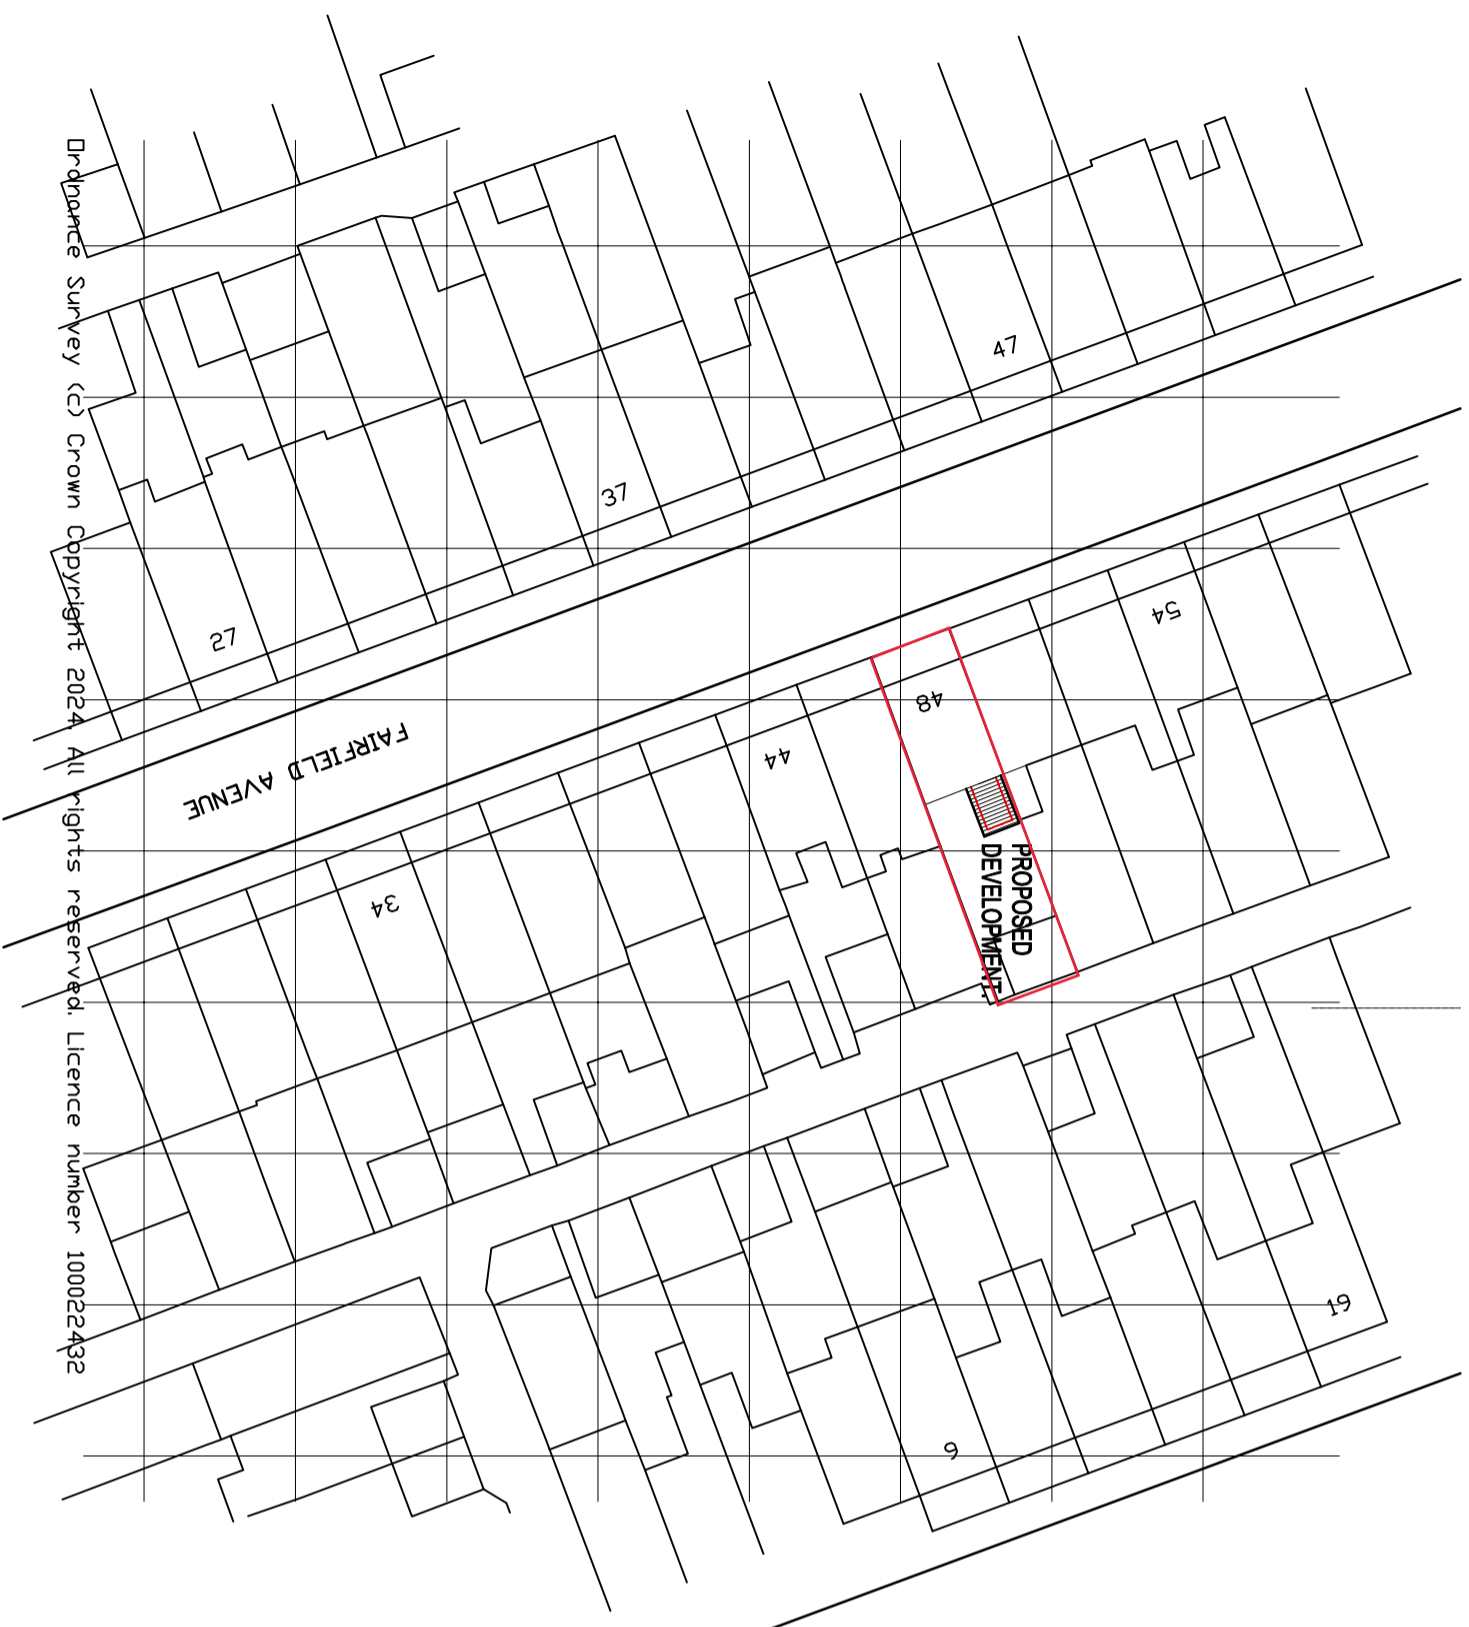 Ordnance Survey (c) Crown Copyright 2024. All rights reserved. Licence number 100022432
47
37
27
54
48
FAIRFIELD AVENUE
44
34
PROPOSED
DEVELOPMENT.
19
9